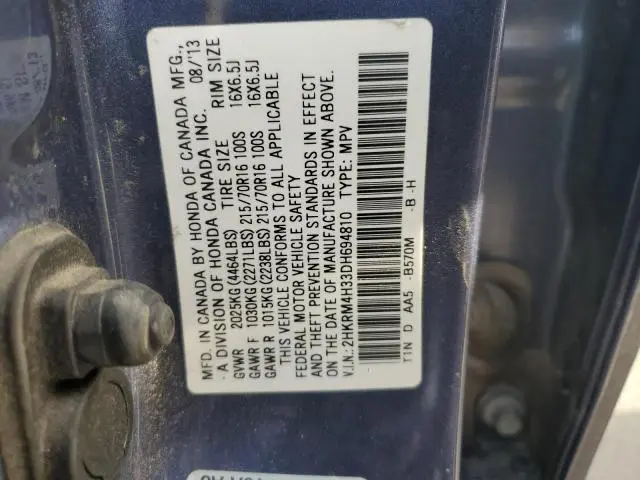 MFD. IN CANADA BY HONDA OF CANADA MFG.,
A DIVISION OF HONDA CANADA INC. 08/'13
TIRE SIZE RIM SIZE
GVWR 2025KG (4464LBS)
GAWR F 1030KG (2271LBS) 215/70R16 100S 16X6.5J
GAWR R 1015KG (2238LBS) 215/70R16 100S 16X6.5J
THIS VEHICLE CONFORMS TO ALL APPLICABLE
FEDERAL MOTOR VEHICLE SAFETY
AND THEFT PREVENTION STANDARDS IN EFFECT
ON THE DATE OF MANUFACTURE SHOWN ABOVE.
V.I.N.: 2HKRM4H33DH694810 TYPE: MPV
T1N D AA5 -B570M -B -H